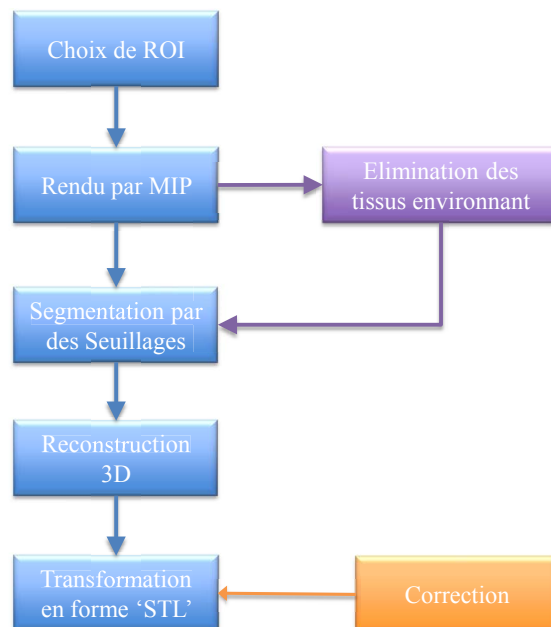 Choix de ROI
Rendu par MIP
Elimination des
tissus environnant
Segmentation par
des Seuillages
Reconstruction
3D
Transformation
en forme ‘STL’
Correction